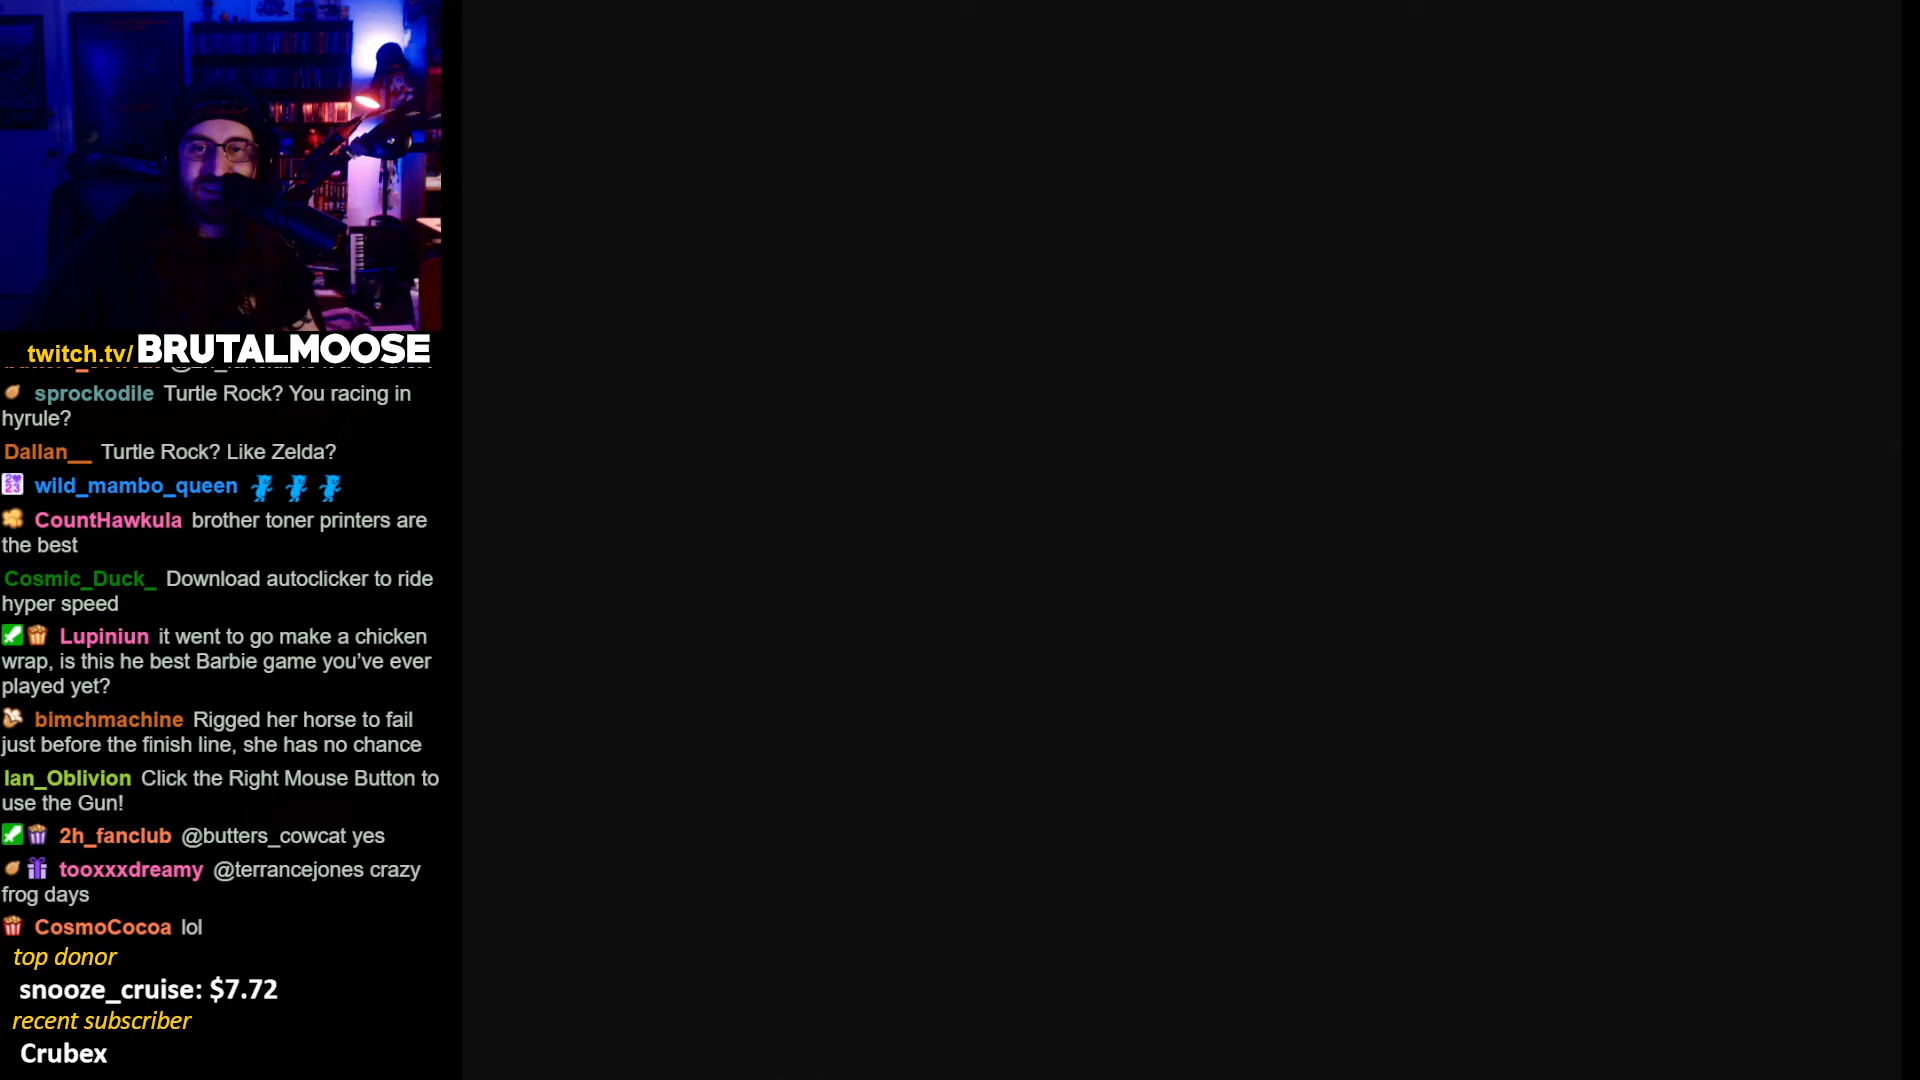 twitch.tv/BRUTALMOOSE
sprockodile Turtle Rock? You racing in
hyrule?
Dallan__ Turtle Rock? Like Zelda?
wild_mambo_queen
CountHawkula brother toner printers are
the best
Cosmic_Duck_ Download autoclicker to ride
hyper speed
Lupiniun it went to go make a chicken
wrap, is this he best Barbie game you've ever
played yet?
bimchmachine Rigged her horse to fail
just before the finish line, she has no chance
Ian_Oblivion Click the Right Mouse Button to
use the Gun!
2h_fanclub @butters_cowcat yes
tooxxxdreamy @terrancejones crazy
frog days
CosmoCocoa lol
top donor
snooze_cruise: $7.72
recent subscriber
Crubex